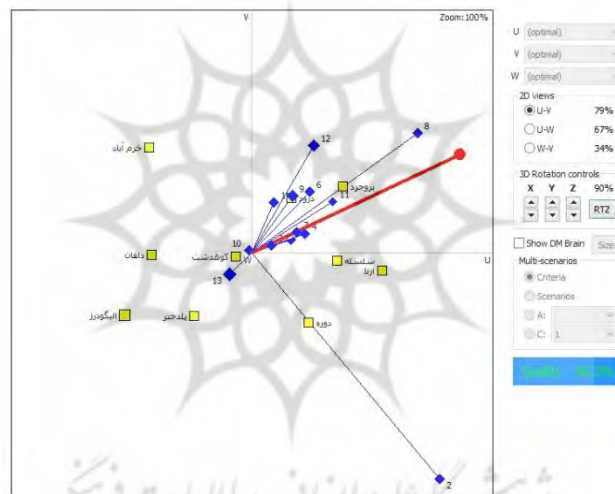 V
Zoom:100%
12
8
خرم آباد
6
9
بروجرد
11
10
کوهدشت
دلفان
W
U
سلسله
ازنا
13
الیگودرز
پلدختر
دوره
2
U (optimal)
V (optimal)
W (optimal)
2D views
U-V 79%
U-W 67%
W-V 34%
3D Rotation controls
X Y Z 90%
RTZ
Show DM Brain Size
Multi-scenarios
Criteria
Scenarios
A:
C: 1